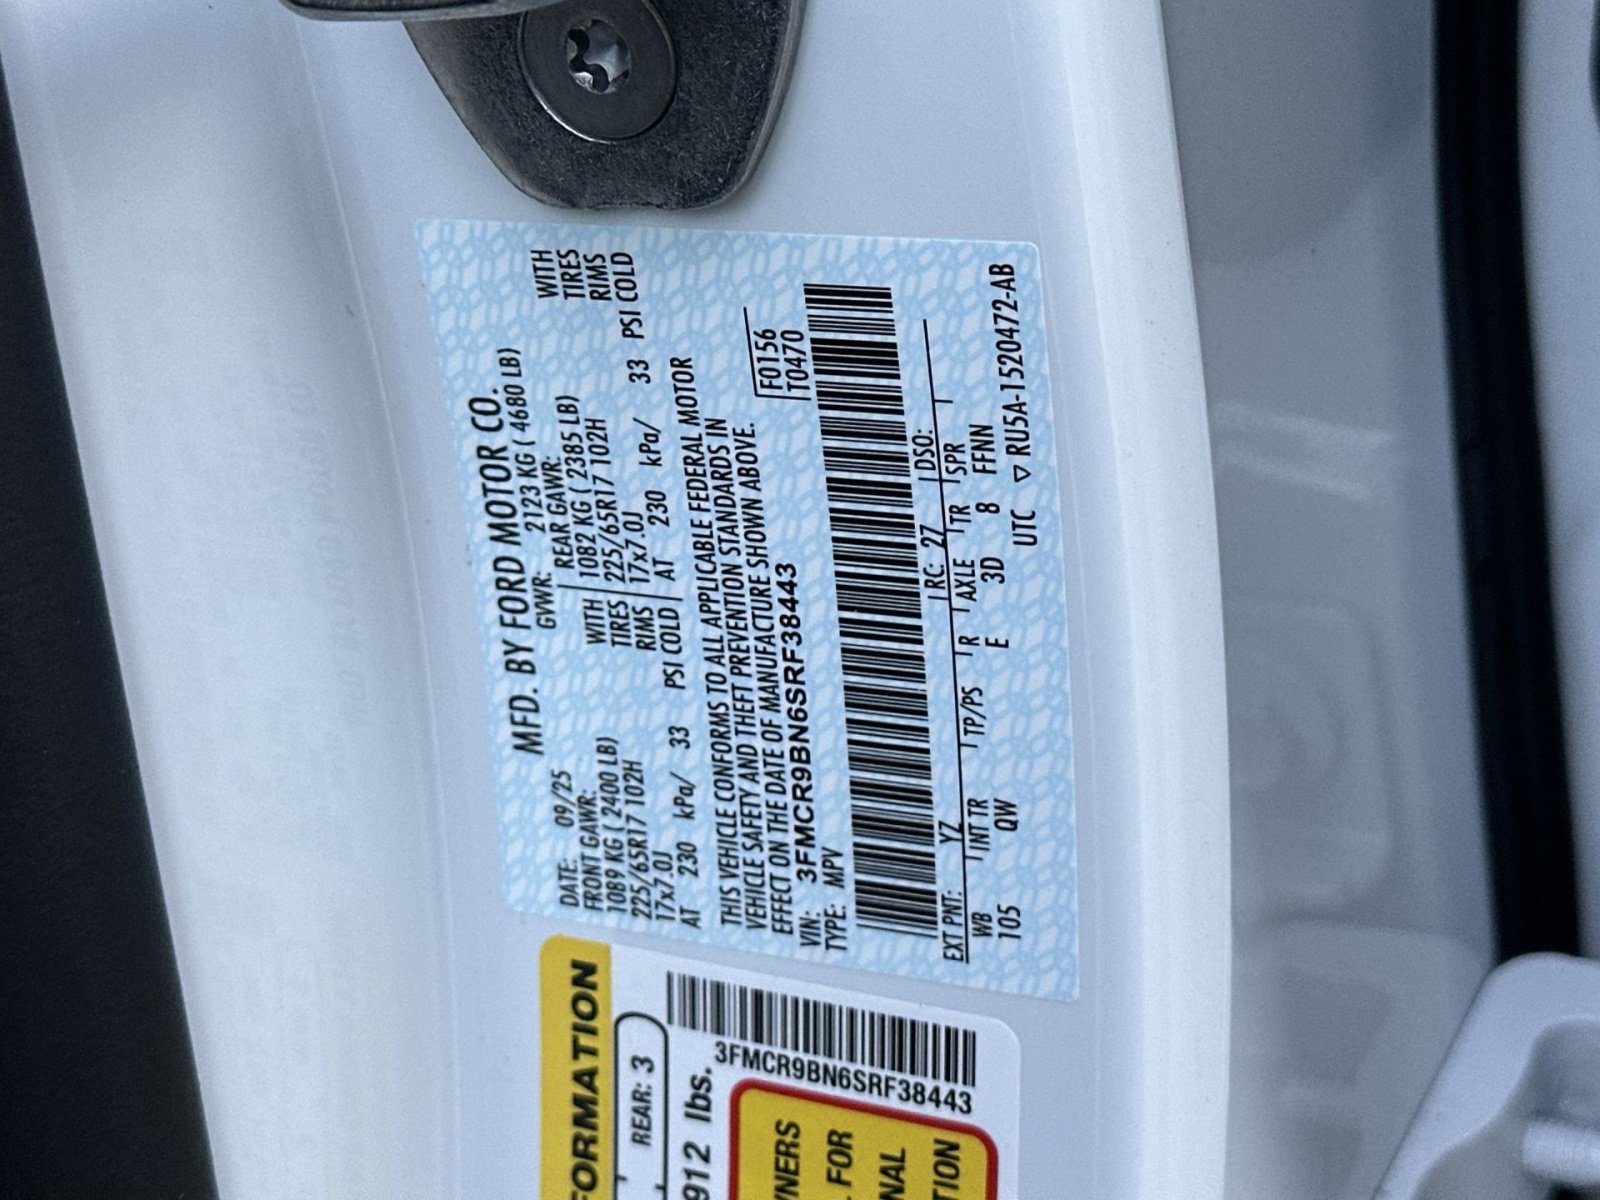 MFD. BY FORD MOTOR CO.
DATE: 09/25 GVWR: 2123 KG ( 4680 LB)
FRONT GAWR: REAR GAWR:
1089 KG ( 2400 LB) WITH 1082 KG ( 2385 LB) WITH
225/65R17 102H TIRES 225/65R17 102H TIRES
17x7.0J RIMS 17x7.0J RIMS
AT 230 kPa/ 33 PSI COLD AT 230 kPa/ 33 PSI COLD
THIS VEHICLE CONFORMS TO ALL APPLICABLE FEDERAL MOTOR
VEHICLE SAFETY AND THEFT PREVENTION STANDARDS IN
EFFECT ON THE DATE OF MANUFACTURE SHOWN ABOVE.
VIN: 3FMCR9BN6SRF38443 F0156
TYPE: MPV T0470
EXT PNT: YZ RC: 27 DSO:
WB INT TR TP/PS R AXLE TR SPR
105 QW E 3D 8 FFNN
UTC ▽ RU5A-1520472-AB
FORMATION
REAR: 3
912 lbs.
3FMCR9BN6SRF38443
NERS
FOR
NAL
TION